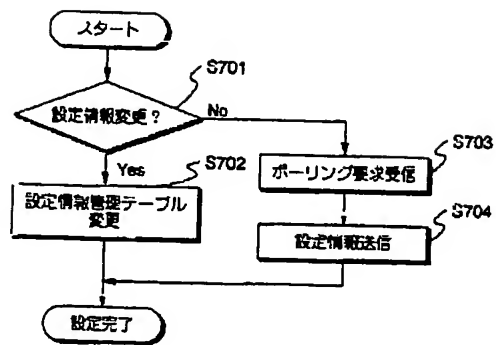 スタート
S701
設定情報変更？
No
Yes
S702
S703
ポーリング要求受信
設定情報管理テーブル
変更
S704
設定情報送信
設定完了